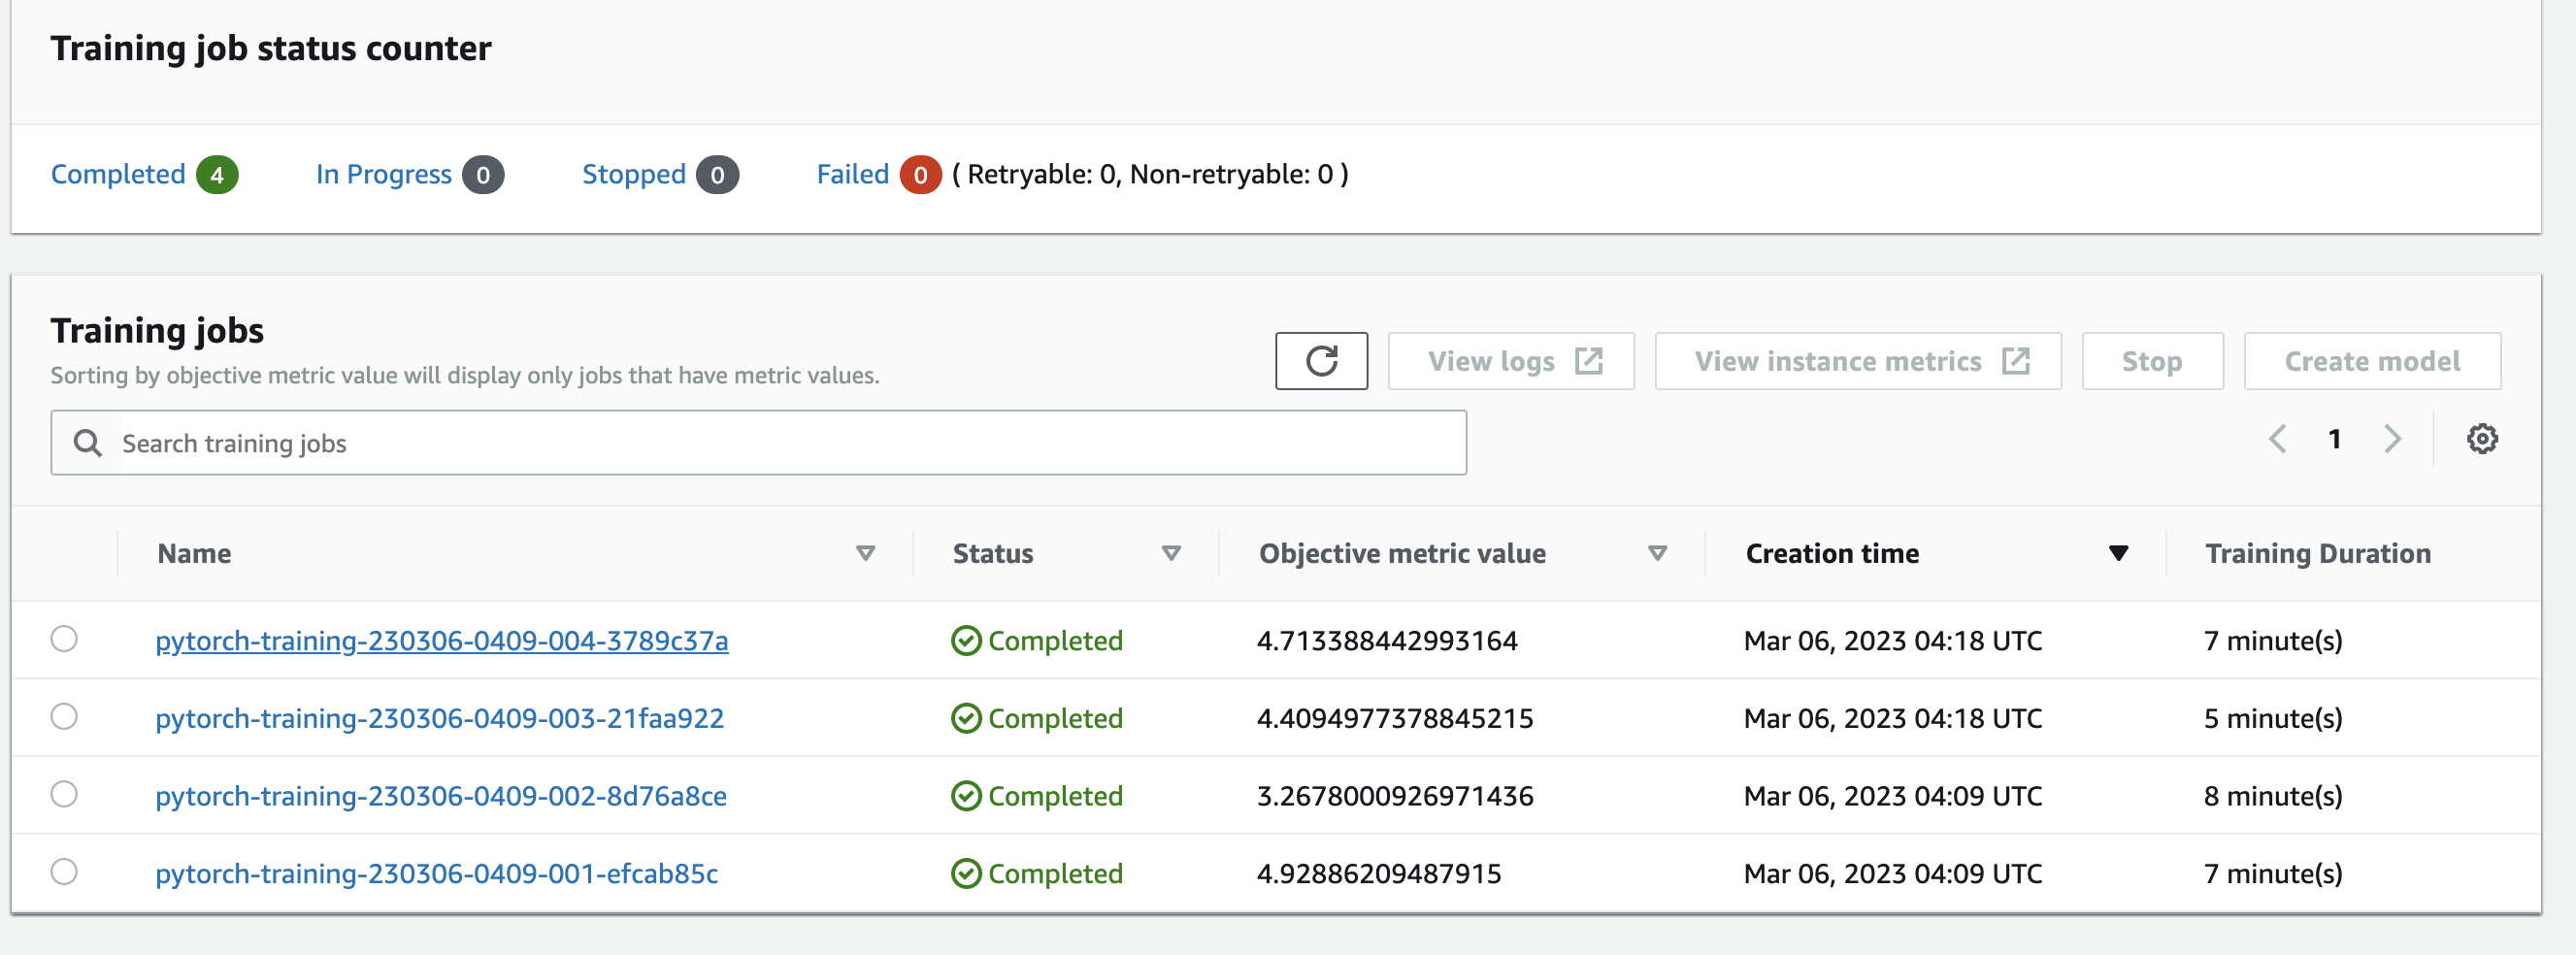 Training job status counter
Completed 4 In Progress 0 Stopped 0 Failed 0 ( Retryable: 0, Non-retryable: 0 )
Training jobs
Sorting by objective metric value will display only jobs that have metric values.
View logs View instance metrics Stop Create model
Search training jobs
1
Name Status Objective metric value Creation time Training Duration
pytorch-training-230306-0409-004-3789c37a Completed 4.713388442993164 Mar 06, 2023 04:18 UTC 7 minute(s)
pytorch-training-230306-0409-003-21faa922 Completed 4.4094977378845215 Mar 06, 2023 04:18 UTC 5 minute(s)
pytorch-training-230306-0409-002-8d76a8ce Completed 3.2678000926971436 Mar 06, 2023 04:09 UTC 8 minute(s)
pytorch-training-230306-0409-001-efcab85c Completed 4.92886209487915 Mar 06, 2023 04:09 UTC 7 minute(s)